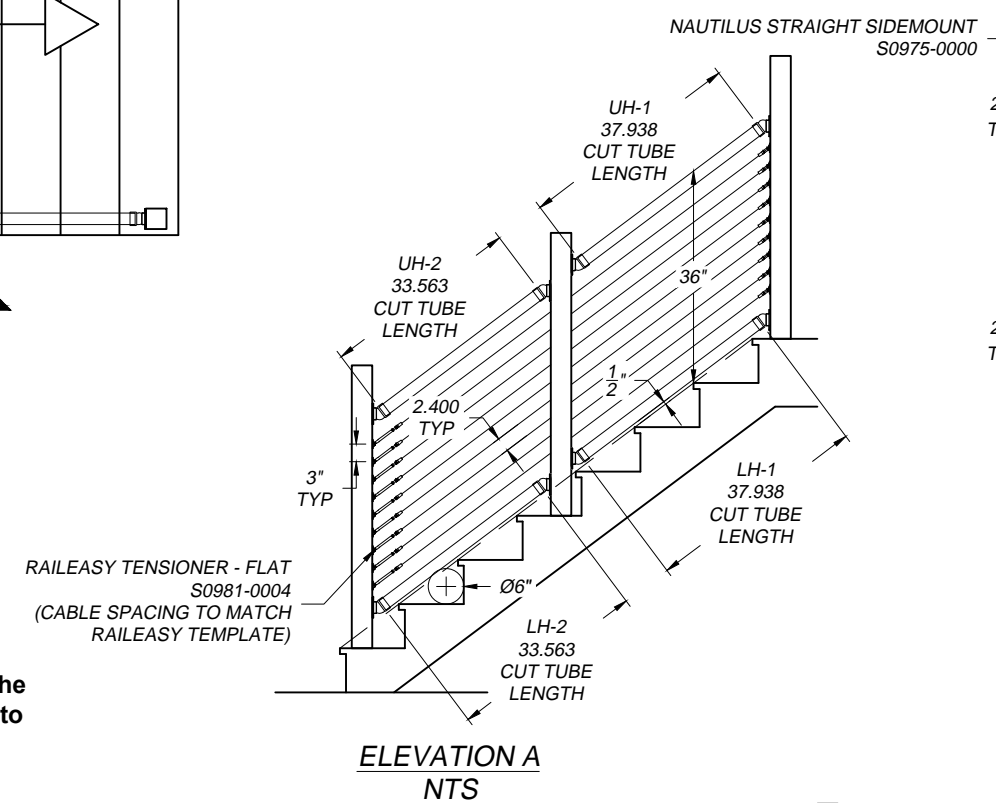 NAUTILUS STRAIGHT SIDEMOUNT
S0975-0000
UH-1
37.938
CUT TUBE
LENGTH
UH-2
33.563
CUT TUBE
LENGTH
36"
1/2"
2.400
TYP
3"
TYP
LH-1
37.938
CUT TUBE
LENGTH
RAILEASY TENSIONER - FLAT
S0981-0004
(CABLE SPACING TO MATCH
RAILEASY TEMPLATE)
Ø6"
LH-2
33.563
CUT TUBE
LENGTH
to
ELEVATION A
NTS